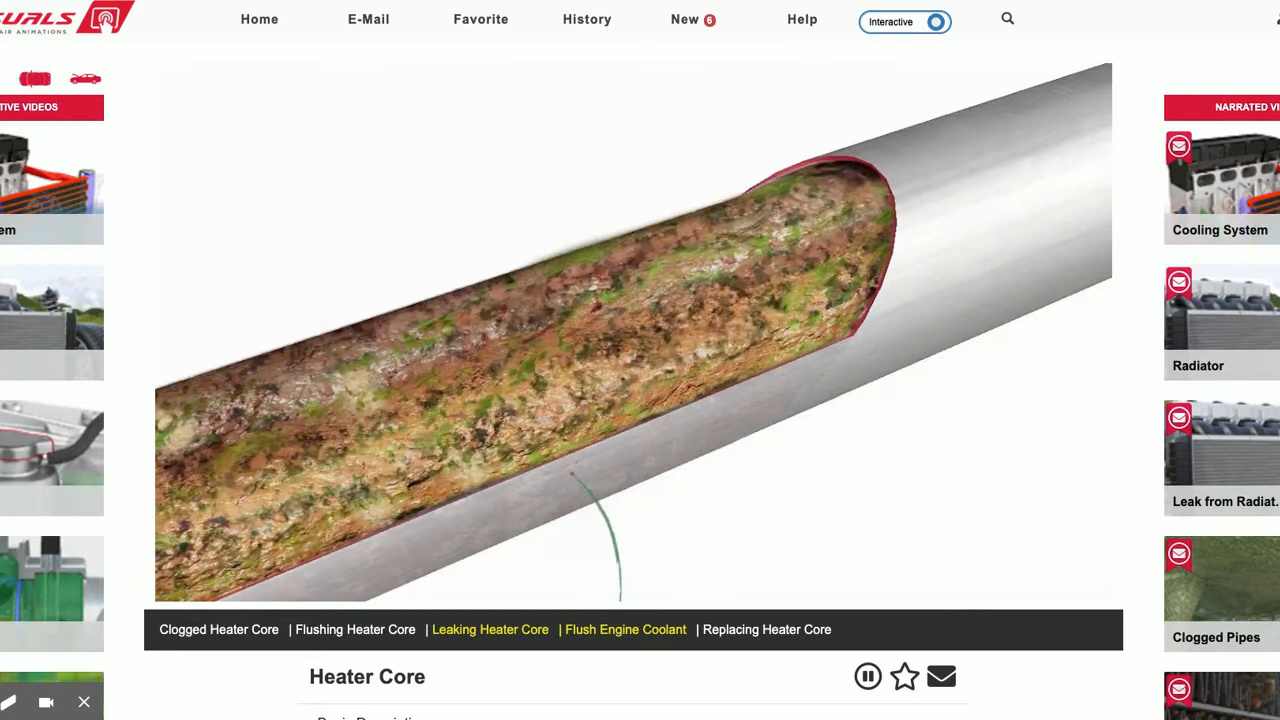 Home
E-Mail
Favorite
History
New 6
Help
Interactive
AIR ANIMATIONS
TIVE VIDEOS
NARRATED VI
em
Cooling System
Radiator
Leak from Radiat.
Clogged Pipes
Clogged Heater Core | Flushing Heater Core | Leaking Heater Core | Flush Engine Coolant | Replacing Heater Core
Heater Core